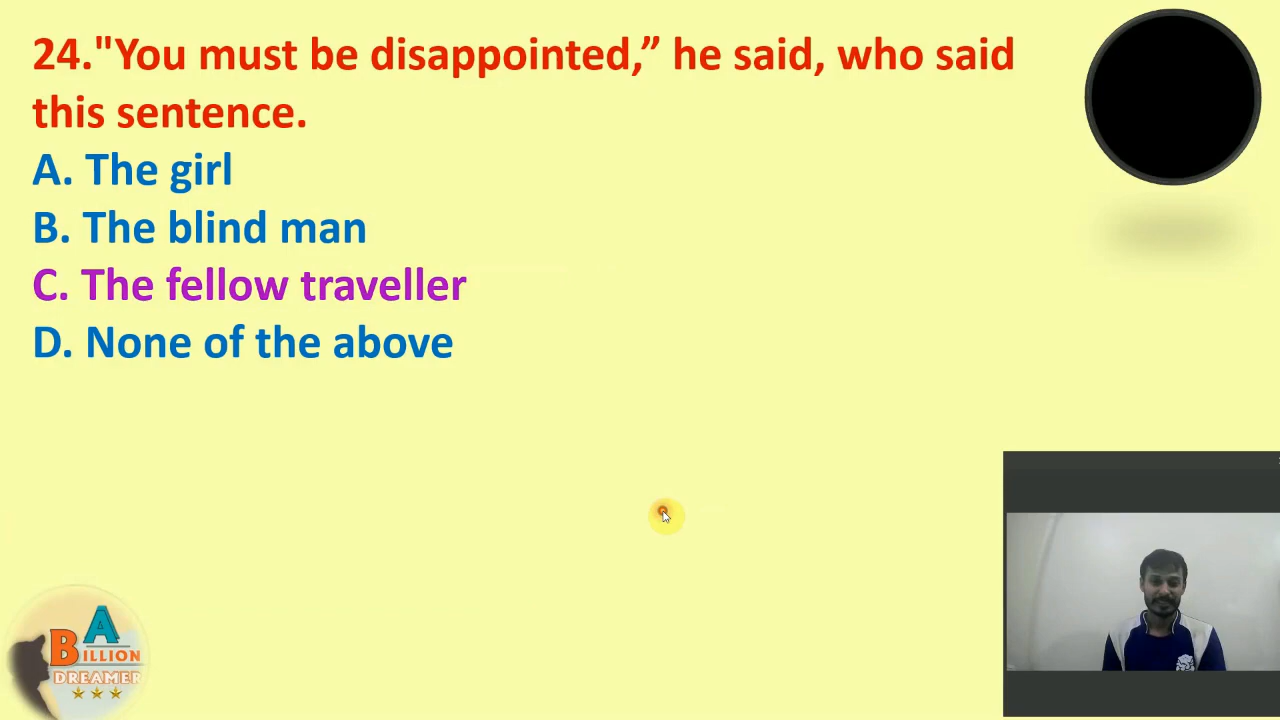 24."You must be disappointed,” he said, who said
this sentence.
A. The girl
B. The blind man
C. The fellow traveller
D. None of the above
A
BILLION
DREAMER